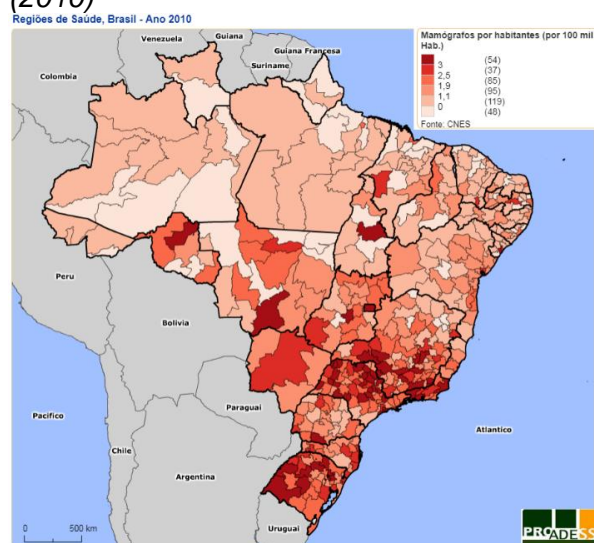 (2010)
Regiões de Saúde, Brasil - Ano 2010
Mamógrafos por habitantes (por 100 mil
Hab.)
(54)
3
(37)
2,5
(85)
1,9
(95)
1,1
(119)
0
(48)
Fonte: CNES
Venezuela
Guiana
Guiana Francesa
Suriname
Colombia
Peru
Bolivia
Paraguai
Pacifico
Chile
Atlantico
Argentina
Uruguai
0 500 km
PROADESS